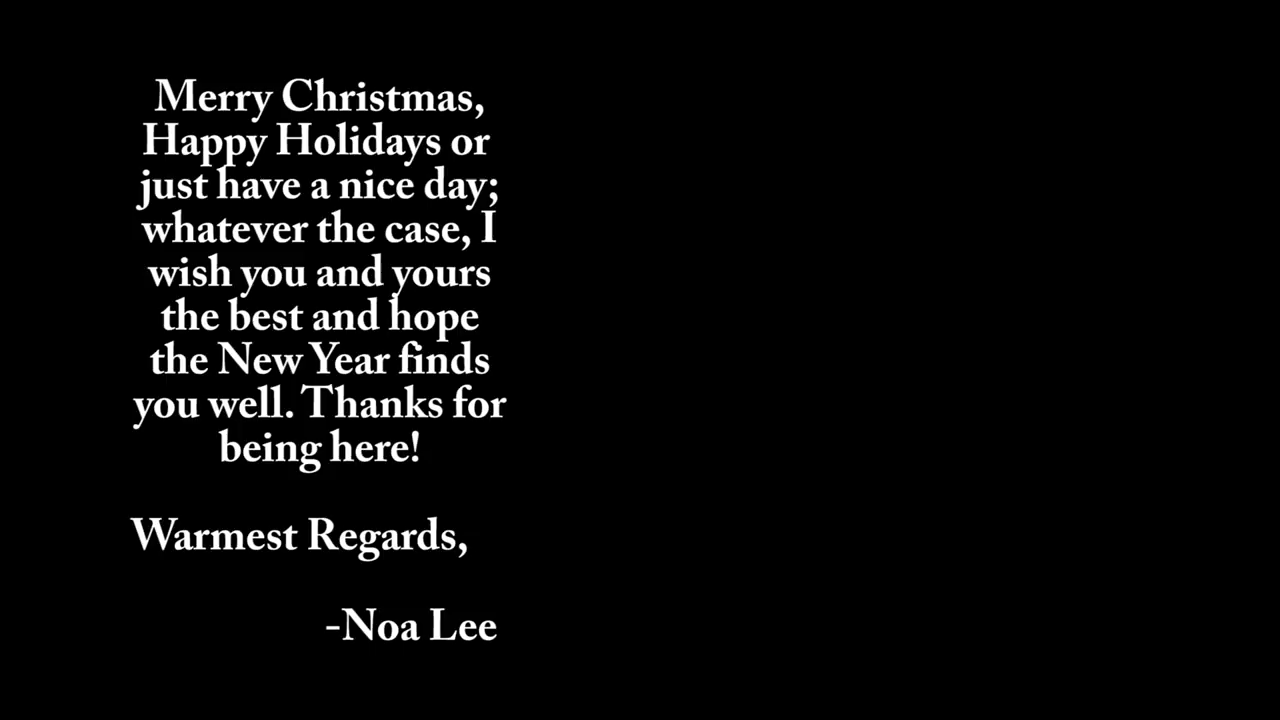 Merry Christmas,
Happy Holidays or
just have a nice day;
whatever the case, I
wish you and yours
the best and hope
the New Year finds
you well. Thanks for
being here!
Warmest Regards,
-Noa Lee